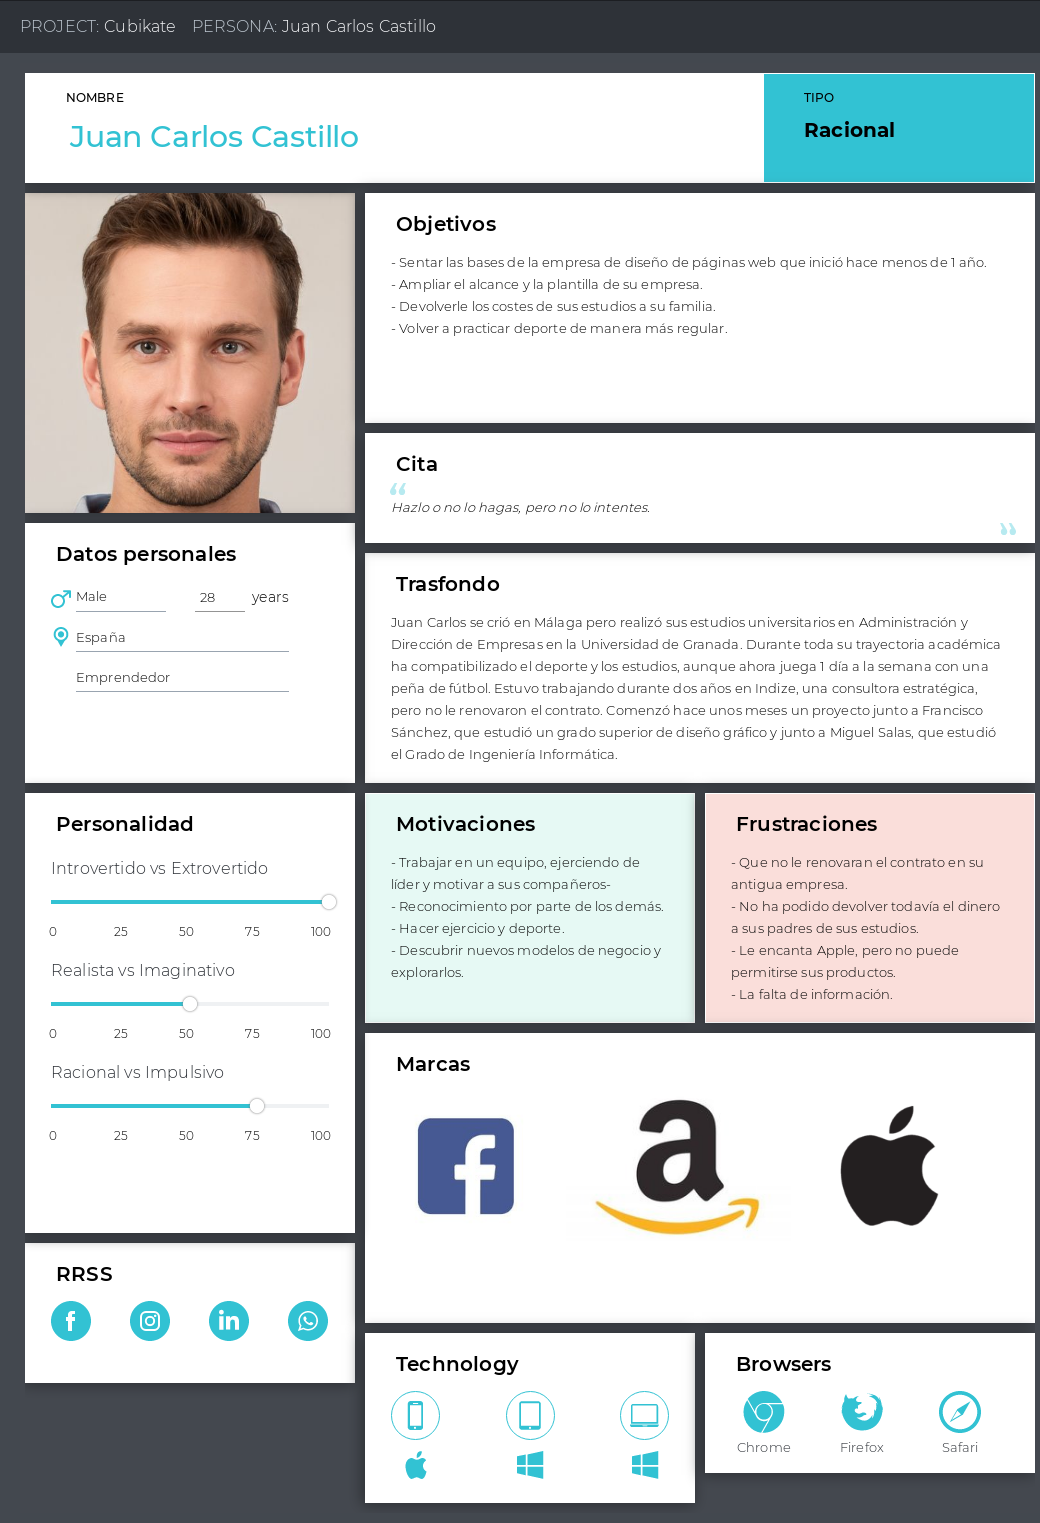 PROJECT: Cubikate PERSONA: Juan Carlos Castillo
NOMBRE
Juan Carlos Castillo
TIPO
Racional
Objetivos
- Sentar las bases de la empresa de diseño de páginas web que inició hace menos de 1 año.
- Ampliar el alcance y la plantilla de su empresa.
- Devolverle los costes de sus estudios a su familia.
- Volver a practicar deporte de manera más regular.
Cita
“
Hazlo o no lo hagas, pero no lo intentes.
”
Datos personales
Male 28 years
España
Emprendedor
Trasfondo
Juan Carlos se crió en Málaga pero realizó sus estudios universitarios en Administración y
Dirección de Empresas en la Universidad de Granada. Durante toda su trayectoria académica
ha compatibilizado el deporte y los estudios, aunque ahora juega 1 día a la semana con una
peña de fútbol. Estuvo trabajando durante dos años en Indize, una consultora estratégica,
pero no le renovaron el contrato. Comenzó hace unos meses un proyecto junto a Francisco
Sánchez, que estudió un grado superior de diseño gráfico y junto a Miguel Salas, que estudió
el Grado de Ingeniería Informática.
Personalidad
Introvertido vs Extrovertido
0 25 50 75 100
Realista vs Imaginativo
0 25 50 75 100
Racional vs Impulsivo
0 25 50 75 100
Motivaciones
- Trabajar en un equipo, ejerciendo de
líder y motivar a sus compañeros-
- Reconocimiento por parte de los demás.
- Hacer ejercicio y deporte.
- Descubrir nuevos modelos de negocio y
explorarlos.
Frustraciones
- Que no le renovaran el contrato en su
antigua empresa.
- No ha podido devolver todavía el dinero
a sus padres de sus estudios.
- Le encanta Apple, pero no puede
permitirse sus productos.
- La falta de información.
Marcas
RRSS
Technology
Browsers
Chrome Firefox Safari